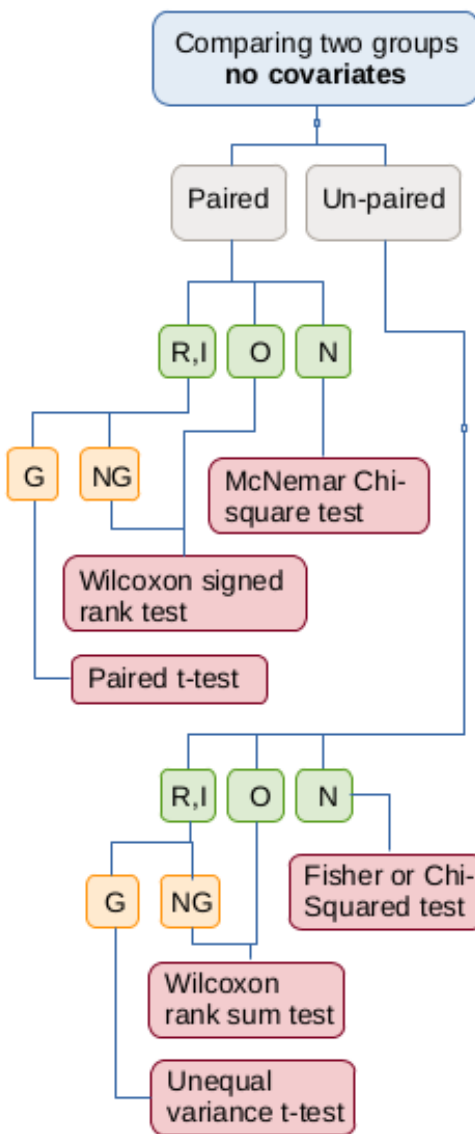 Comparing two groups
no covariates
Paired
Un-paired
R,I
O
N
G
NG
McNemar Chi-
square test
Wilcoxon signed
rank test
Paired t-test
R,I
O
N
G
NG
Fisher or Chi-
Squared test
Wilcoxon
rank sum test
Unequal
variance t-test